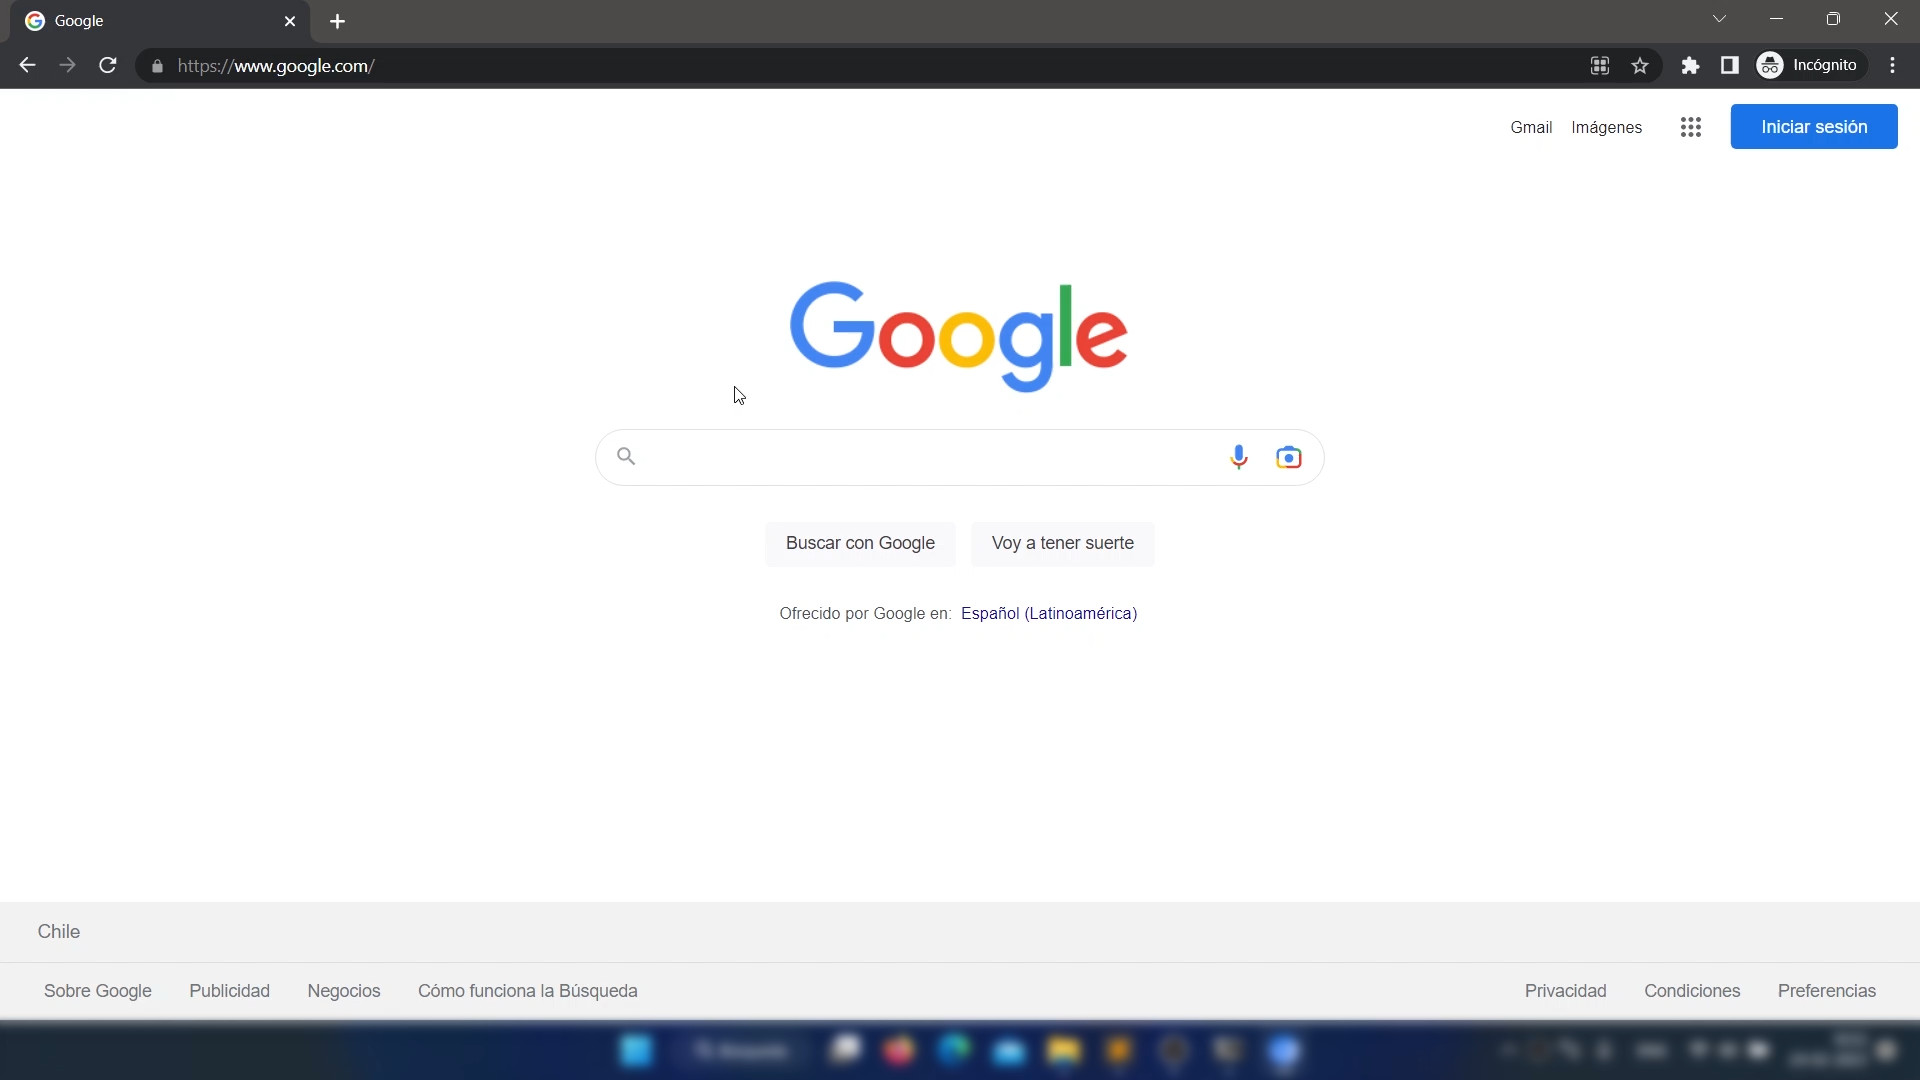 Google
https://www.google.com/
Incógnito
Gmail Imágenes Iniciar sesión
Google
Buscar con Google Voy a tener suerte
Ofrecido por Google en: Español (Latinoamérica)
Chile
Sobre Google Publicidad Negocios Cómo funciona la Búsqueda Privacidad Condiciones Preferencias